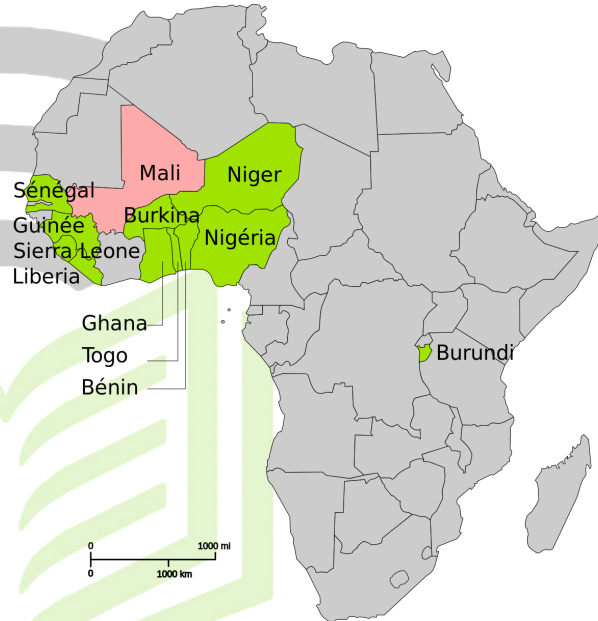 Mali
Niger
Sénégal
Burkina
Guinée
Nigéria
Sierra Leone
Liberia
Ghana
Togo
Burundi
Bénin
0 1000 mi
0 1000 km